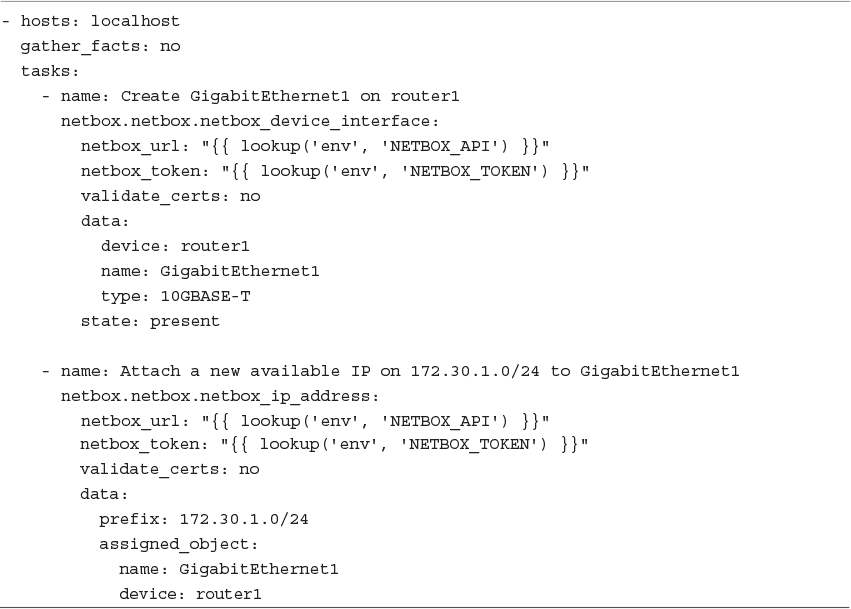 - hosts: localhost
  gather_facts: no
  tasks:
    - name: Create GigabitEthernet1 on router1
      netbox.netbox.netbox_device_interface:
        netbox_url: "{{ lookup('env', 'NETBOX_API') }}"
        netbox_token: "{{ lookup('env', 'NETBOX_TOKEN') }}"
        validate_certs: no
        data:
          device: router1
          name: GigabitEthernet1
          type: 10GBASE-T
        state: present

    - name: Attach a new available IP on 172.30.1.0/24 to GigabitEthernet1
      netbox.netbox.netbox_ip_address:
        netbox_url: "{{ lookup('env', 'NETBOX_API') }}"
        netbox_token: "{{ lookup('env', 'NETBOX_TOKEN') }}"
        validate_certs: no
        data:
          prefix: 172.30.1.0/24
          assigned_object:
            name: GigabitEthernet1
            device: router1